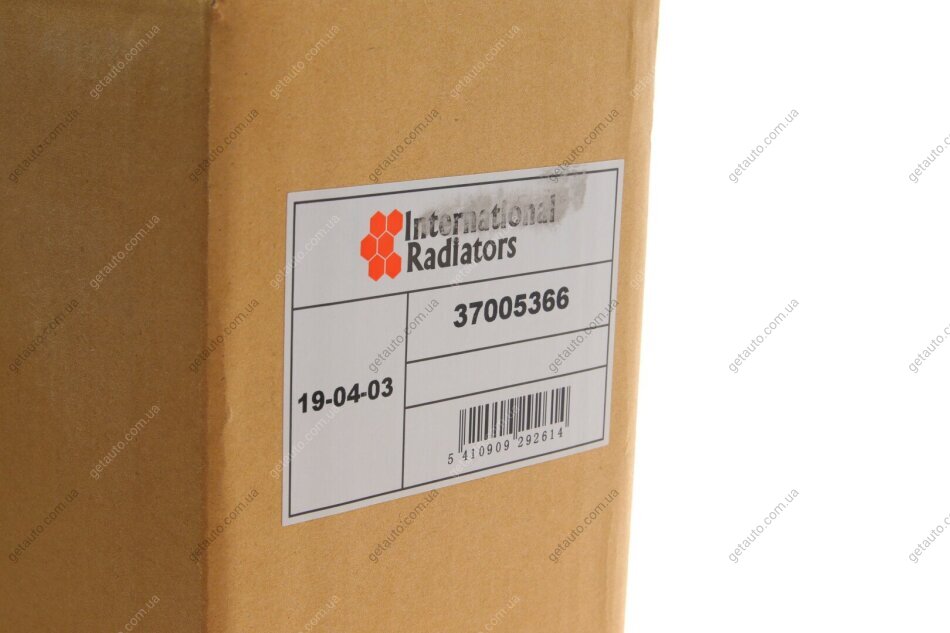 International
Radiators
37005366
19-04-03
5 410909 292614
getauto.com.ua